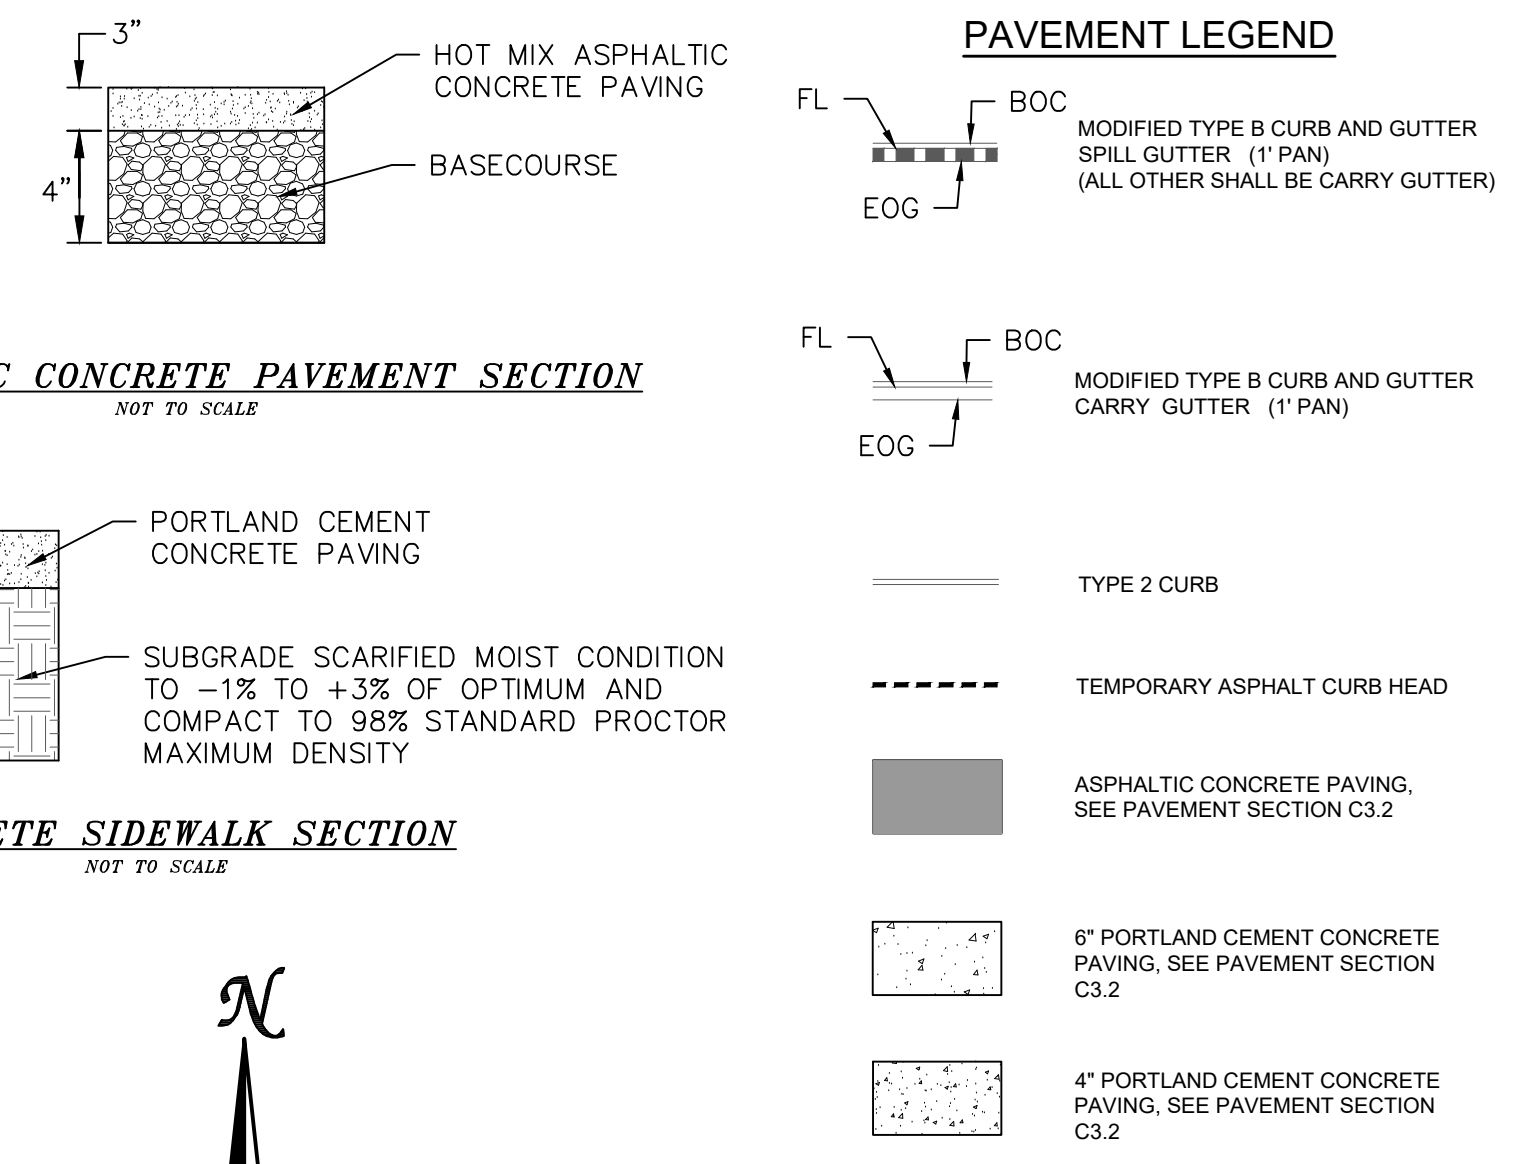 3"
HOT MIX ASPHALTIC
CONCRETE PAVING
4"
BASECOURSE
CONCRETE PAVEMENT SECTION
NOT TO SCALE
PORTLAND CEMENT
CONCRETE PAVING
SUBGRADE SCARIFIED MOIST CONDITION
TO -1% TO +3% OF OPTIMUM AND
COMPACT TO 98% STANDARD PROCTOR
MAXIMUM DENSITY
SIDEWALK SECTION
NOT TO SCALE
N
PAVEMENT LEGEND
FL
BOC
EOG
MODIFIED TYPE B CURB AND GUTTER
SPILL GUTTER (1' PAN)
(ALL OTHER SHALL BE CARRY GUTTER)
FL
BOC
EOG
MODIFIED TYPE B CURB AND GUTTER
CARRY GUTTER (1' PAN)
TYPE 2 CURB
TEMPORARY ASPHALT CURB HEAD
ASPHALTIC CONCRETE PAVING,
SEE PAVEMENT SECTION C3.2
6" PORTLAND CEMENT CONCRETE
PAVING, SEE PAVEMENT SECTION
C3.2
4" PORTLAND CEMENT CONCRETE
PAVING, SEE PAVEMENT SECTION
C3.2